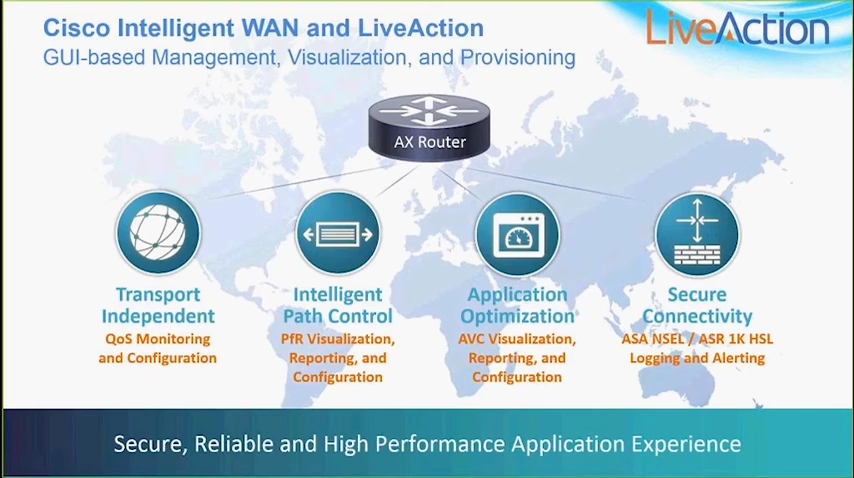 Cisco Intelligent WAN and LiveAction
LiveAction
GUI-based Management, Visualization, and Provisioning
AX Router
Transport
Independent
QoS Monitoring
and Configuration
Intelligent
Path Control
PfR Visualization,
Reporting, and
Configuration
Application
Optimization
AVC Visualization,
Reporting, and
Configuration
Secure
Connectivity
ASA NSEL / ASR 1K HSL
Logging and Alerting
Secure, Reliable and High Performance Application Experience